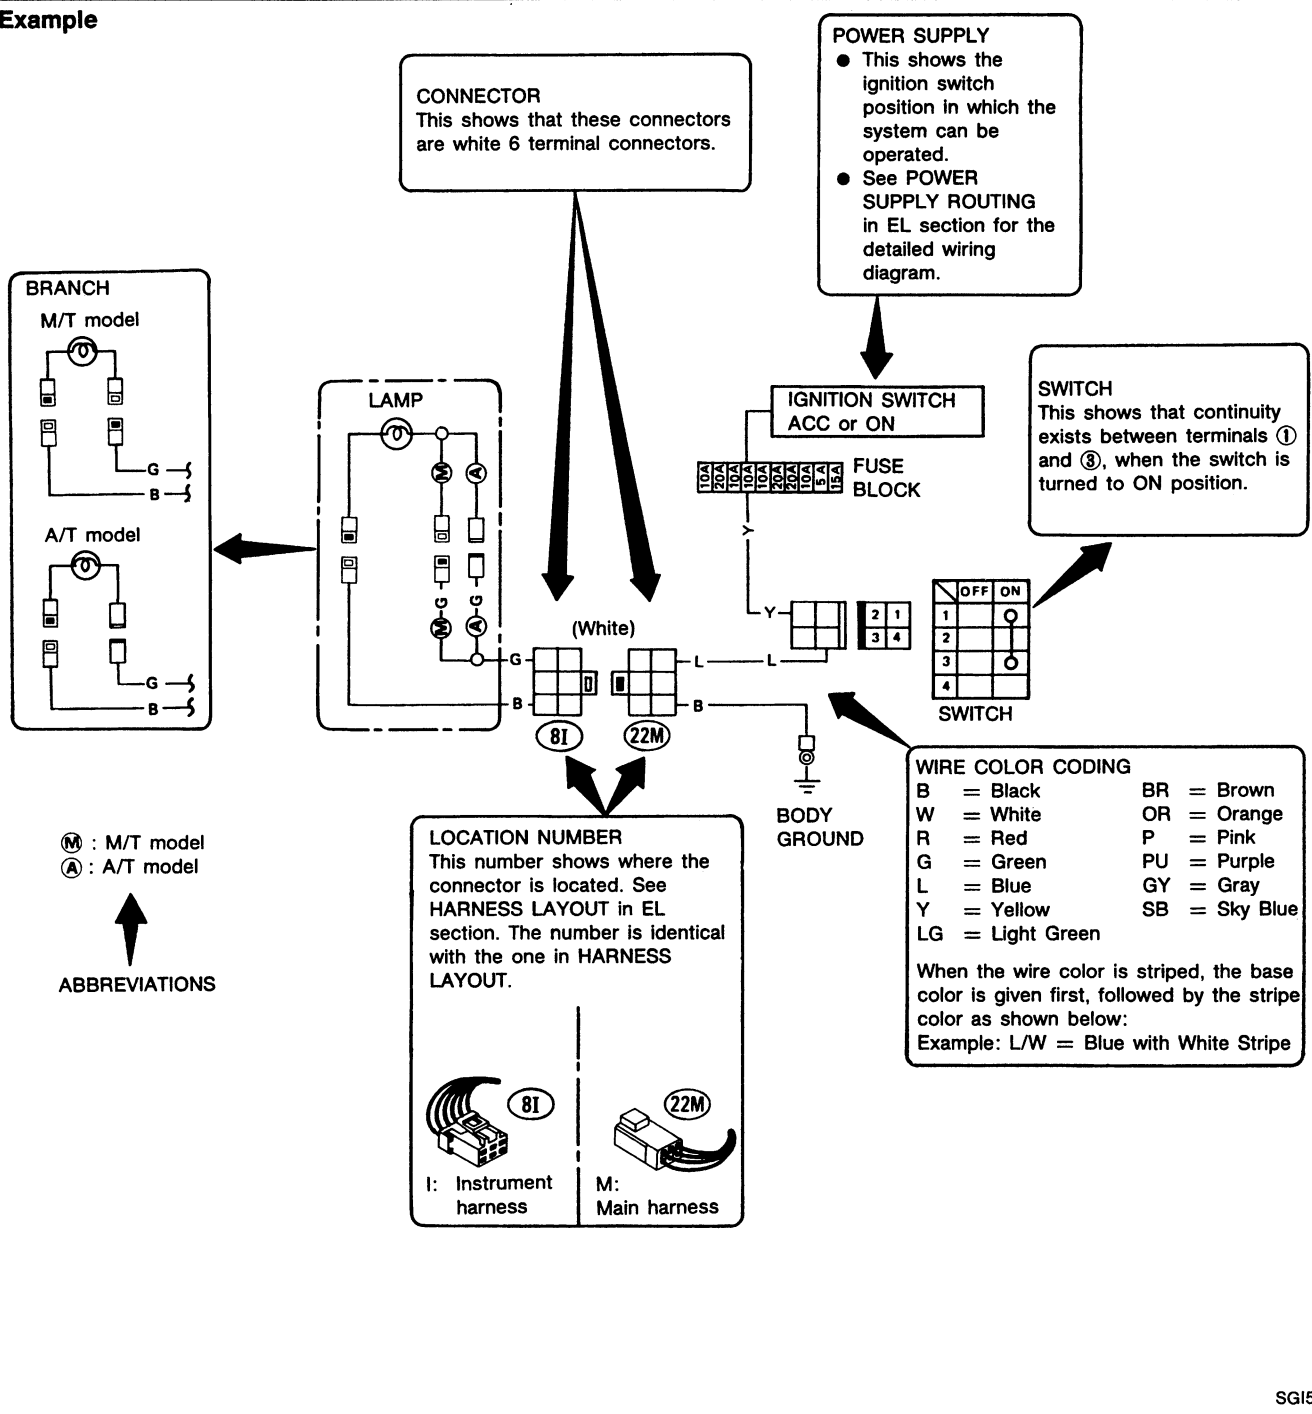 Example
POWER SUPPLY
● This shows the
ignition switch
position in which the
system can be
operated.
● See POWER
SUPPLY ROUTING
in EL section for the
detailed wiring
diagram.
CONNECTOR
This shows that these connectors
are white 6 terminal connectors.
BRANCH
M/T model
G
B
A/T model
G
B
LAMP
M
A
G
G
M
A
G
B
(White)
8I
22M
L
L
B
IGNITION SWITCH
ACC or ON
10A 20A 10A 10A 10A 20A 20A 10A 5A 15A
FUSE
BLOCK
Y
Y
2 1
3 4
SWITCH
This shows that continuity
exists between terminals ①
and ③, when the switch is
turned to ON position.
OFF ON
1
2
3
4
SWITCH
BODY
GROUND
WIRE COLOR CODING
B = Black BR = Brown
W = White OR = Orange
R = Red P = Pink
G = Green PU = Purple
L = Blue GY = Gray
Y = Yellow SB = Sky Blue
LG = Light Green
When the wire color is striped, the base
color is given first, followed by the stripe
color as shown below:
Example: L/W = Blue with White Stripe
Ⓜ : M/T model
Ⓐ : A/T model
ABBREVIATIONS
LOCATION NUMBER
This number shows where the
connector is located. See
HARNESS LAYOUT in EL
section. The number is identical
with the one in HARNESS
LAYOUT.
8I
22M
I: Instrument
harness
M:
Main harness